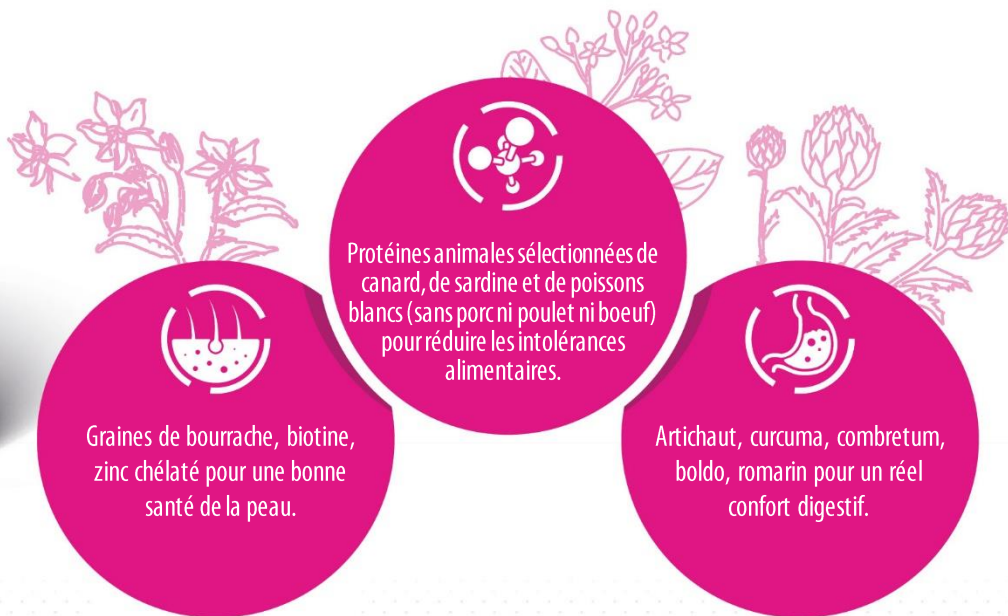 Protéines animales sélectionnées de
canard, de sardine et de poissons
blancs (sans porc ni poulet ni boeuf)
pour réduire les intolérances
alimentaires.
Graines de bourrache, biotine,
zinc chélaté pour une bonne
santé de la peau.
Artichaut, curcuma, combretum,
boldo, romarin pour un réel
confort digestif.